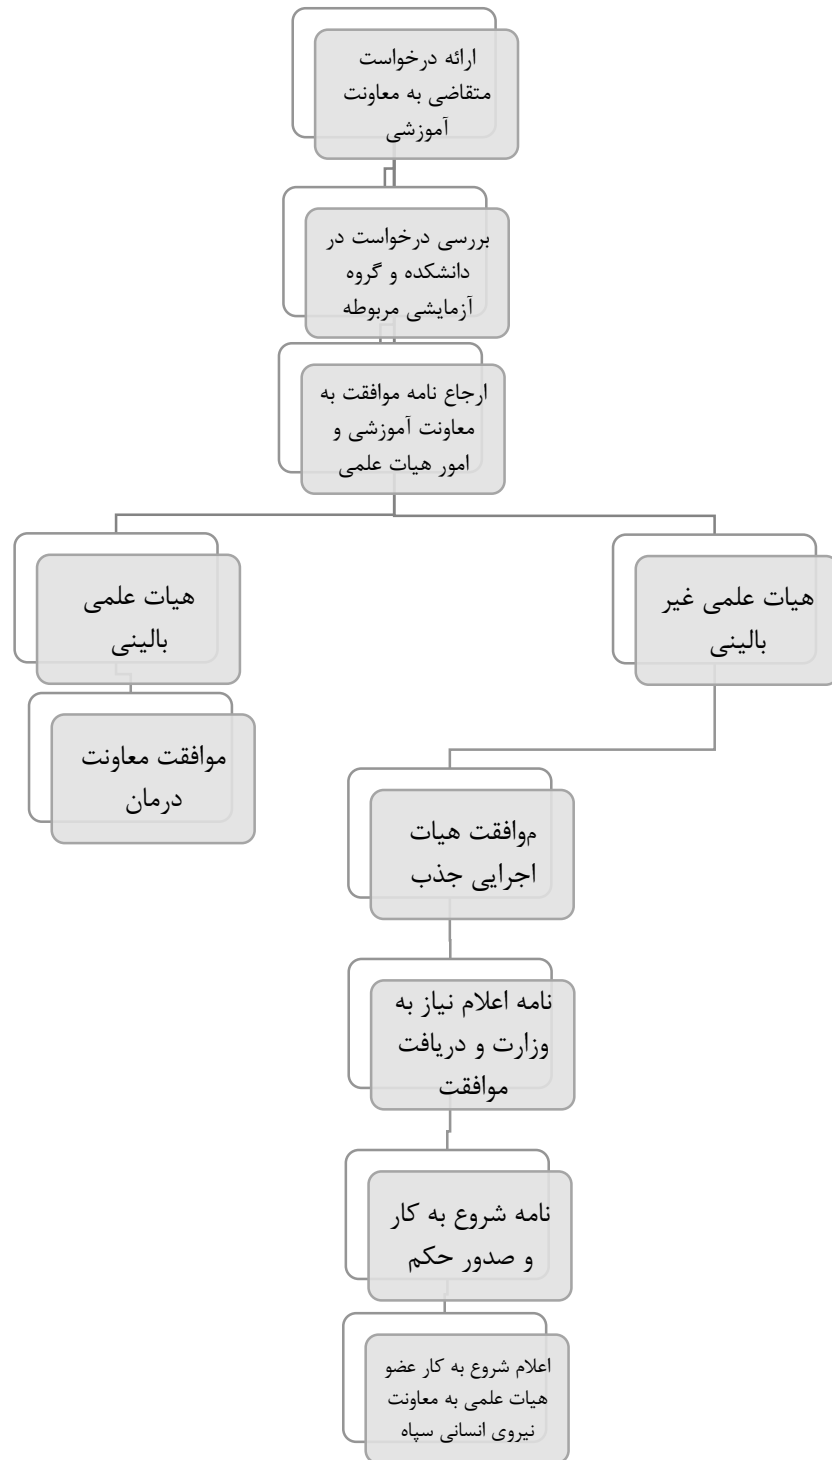 ارائه درخواست
متقاضی به معاونت
آموزشی
بررسی درخواست در
دانشکده و گروه
آزمایشی مربوطه
ارجاع نامه موافقت به
معاونت آموزشی و
امور هیات علمی
هیات علمی غیر
بالینی
هیات علمی
بالینی
موافقت معاونت
درمان
موافقت هیات
اجرایی جذب
نامه اعلام نیاز به
وزارت و دریافت
موافقت
نامه شروع به کار
و صدور حکم
اعلام شروع به کار عضو
هیات علمی به معاونت
نیروی انسانی سپاه